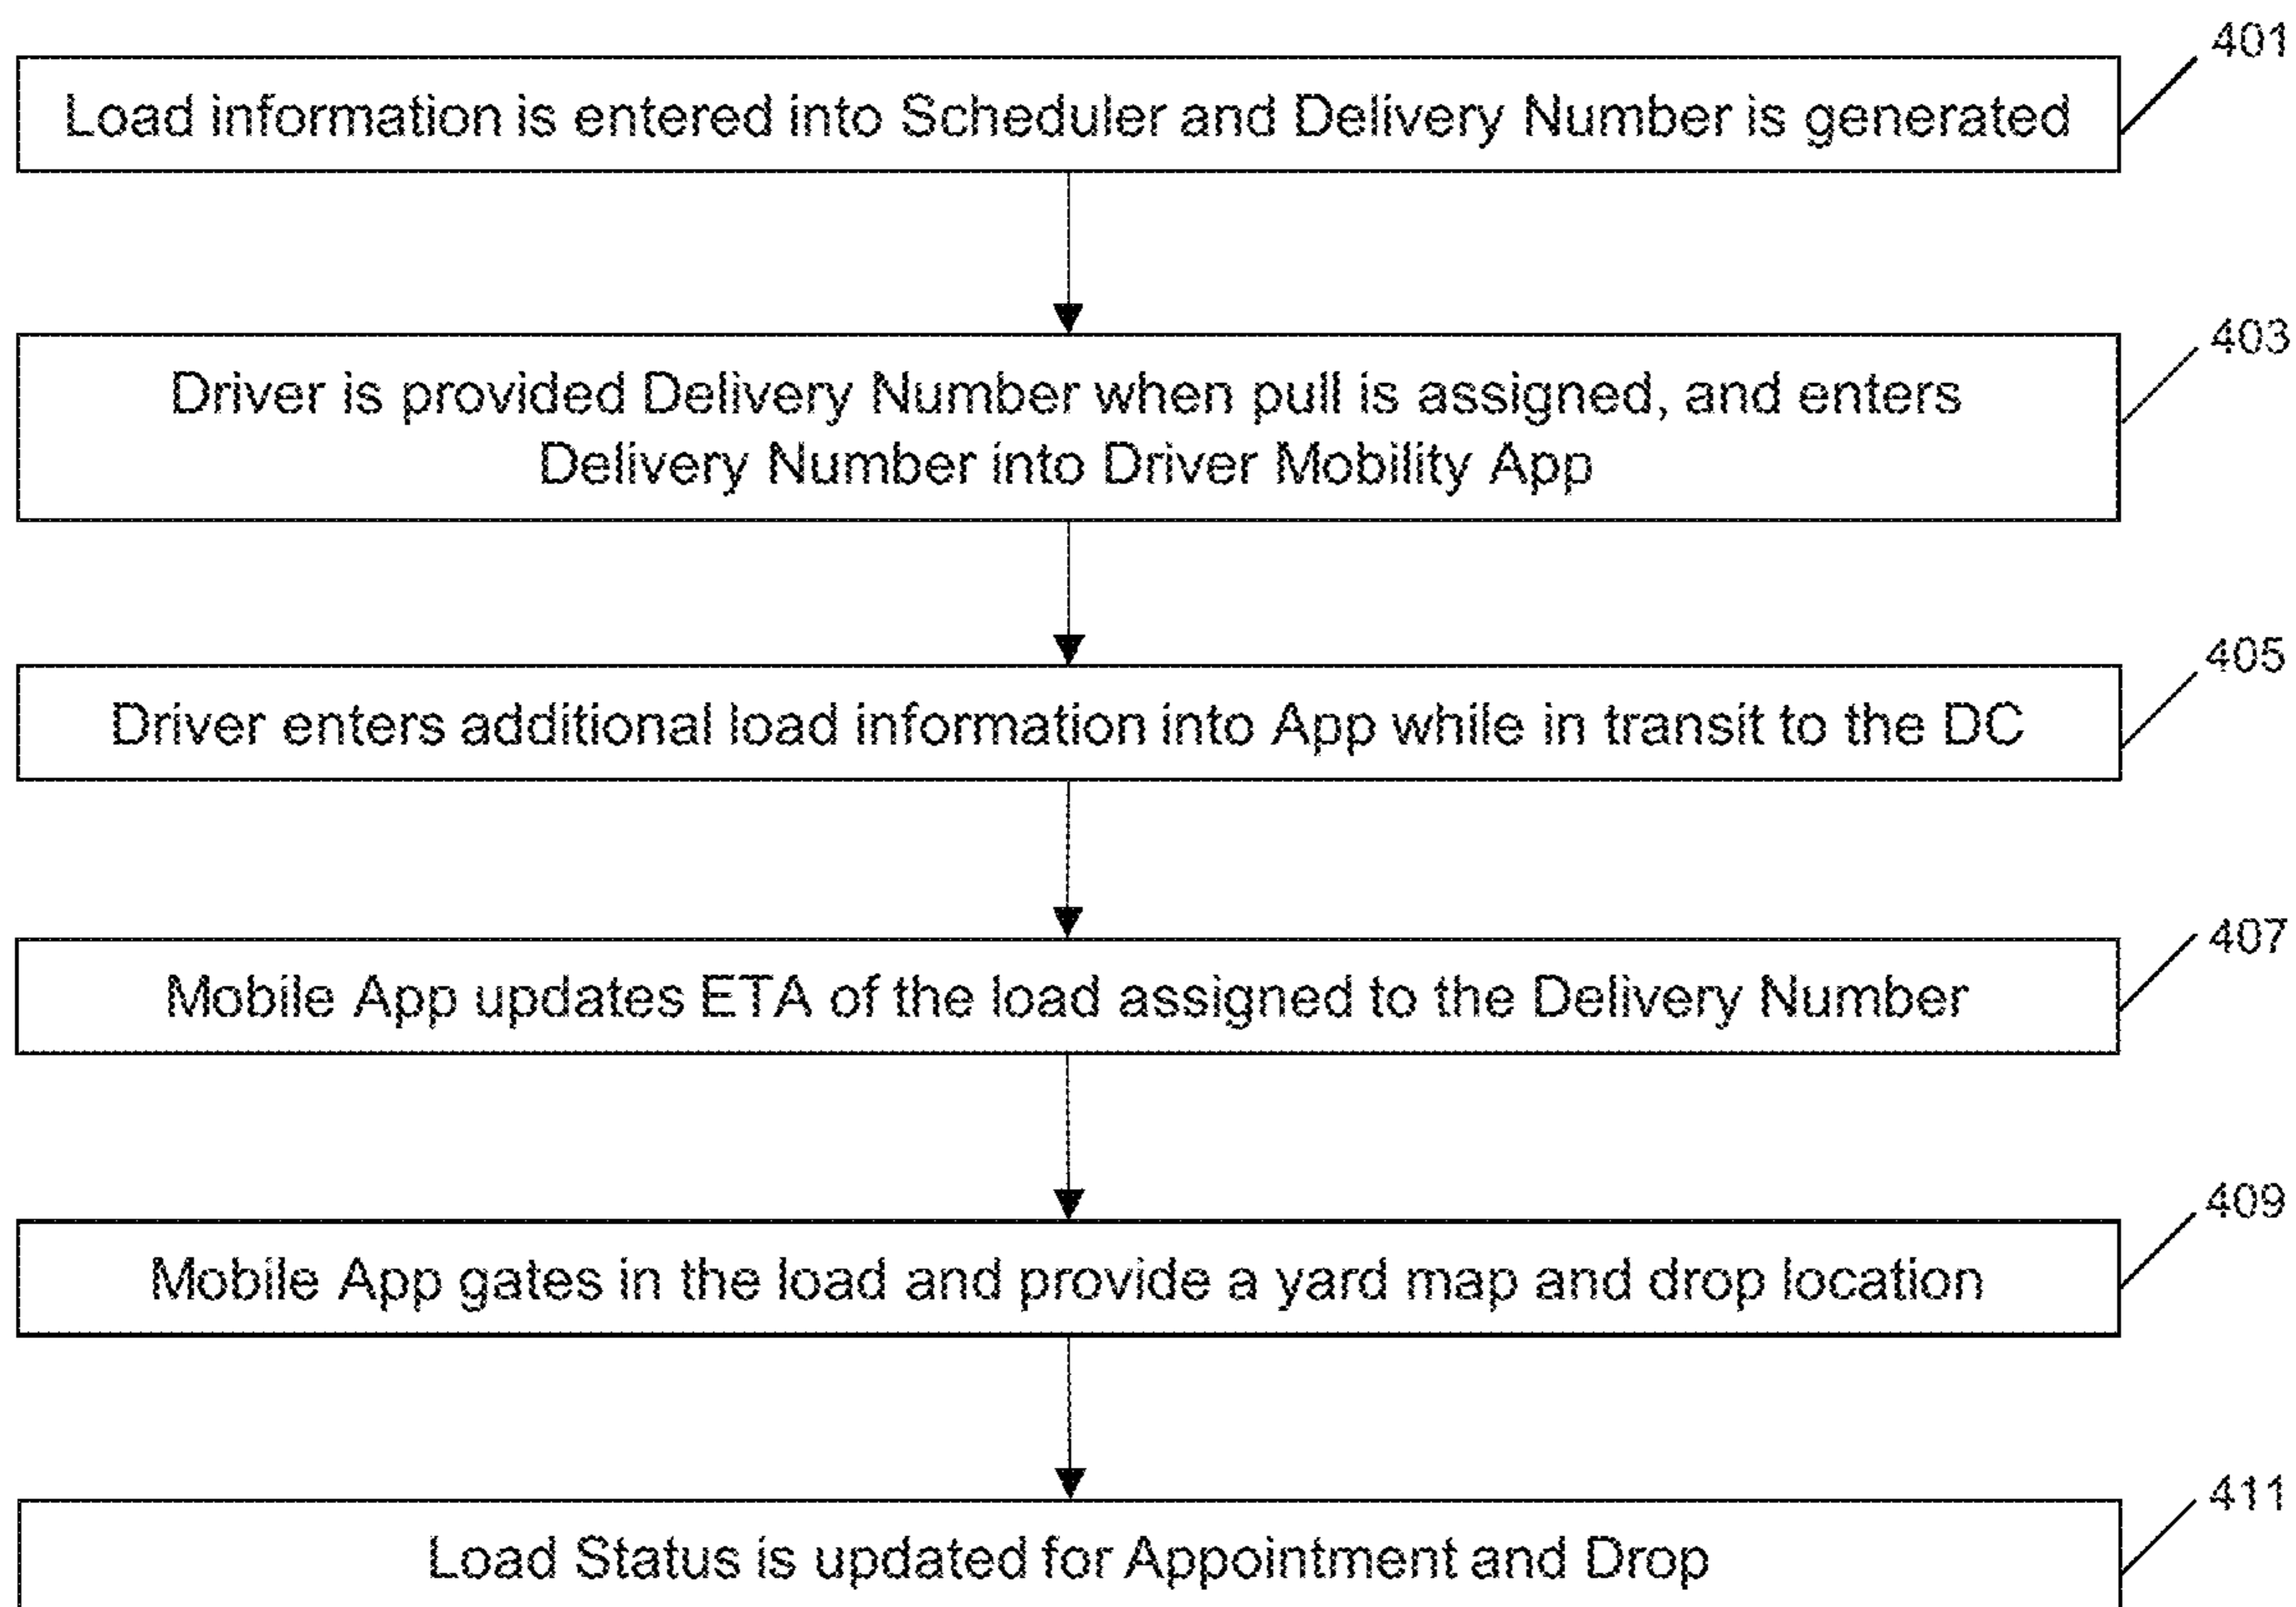 401
Load information is entered into Scheduler and Delivery Number is generated
403
Driver is provided Delivery Number when pull is assigned, and enters
Delivery Number into Driver Mobility App
405
Driver enters additional load information into App while in transit to the DC
407
Mobile App updates ETA of the load assigned to the Delivery Number
409
Mobile App gates in the load and provide a yard map and drop location
411
Load Status is updated for Appointment and Drop